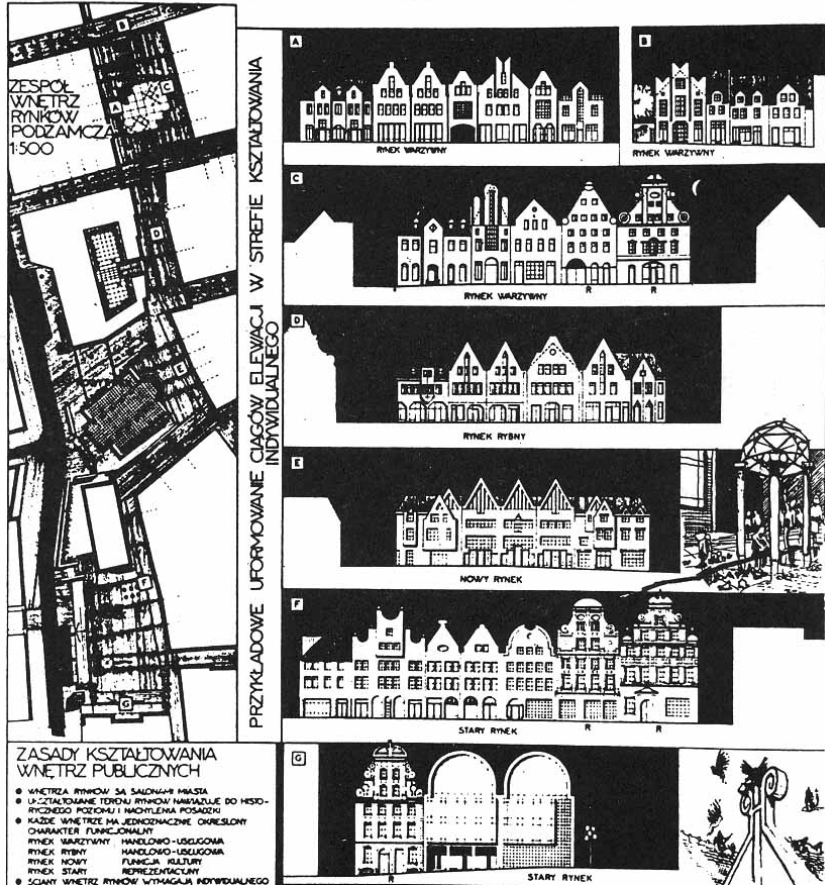 ZESPÓŁ
WNĘTRZ
RYNKÓW
PODZAMCZA
1:500
B
C
A
D
E
F
G
PRZYKŁADOWE UFORMOWANIE CIĄGÓW ELEWACJI W STREFIE KSZTAŁTOWANIA
INDYWIDUALNEGO
A
RYNEK WARZYWNY
B
RYNEK WARZYWNY
C
RYNEK WARZYWNY
R R
D
RYNEK RYBNY
E
NOWY RYNEK
F
STARY RYNEK
R R
G
R
STARY RYNEK
ZASADY KSZTAŁTOWANIA
WNĘTRZ PUBLICZNYCH
● WNĘTRZA RYNKÓW SĄ SALONAMI MIASTA
● UKSZTAŁTOWANIE TERENU RYNKÓW NAWIĄZUJE DO HISTO-
RYCZNEGO POZIOMU I NACHYLENIA POSADZKI
● KAŻDE WNĘTRZE MA JEDNOZNACZNIE OKREŚLONY
CHARAKTER FUNKCJONALNY
RYNEK WARZYWNY HANDLOWO-USŁUGOWA
RYNEK RYBNY HANDLOWO-USŁUGOWA
RYNEK NOWY FUNKCJA KULTURY
RYNEK STARY REPREZENTACYJNY
● ŚCIANY WNĘTRZ RYNKÓW WYMAGAJĄ INDYWIDUALNEGO